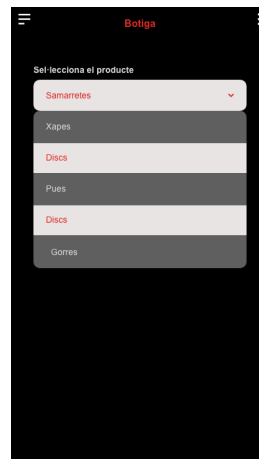 Botiga
Sel·lecciona el producte
Samarretes
Xapes
Discs
Pues
Discs
Gorres